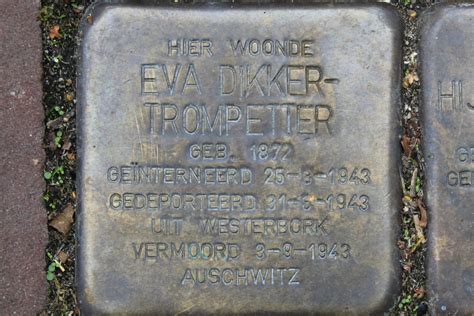 HIER WOONDE
EVA DIKKER-
TROMPETTER
GEB. 1872
GEÏNTERNEERD 25-8-1943
GEDEPORTEERD 31-8-1943
UIT WESTERBORK
VERMOORD 3-9-1943
AUSCHWITZ